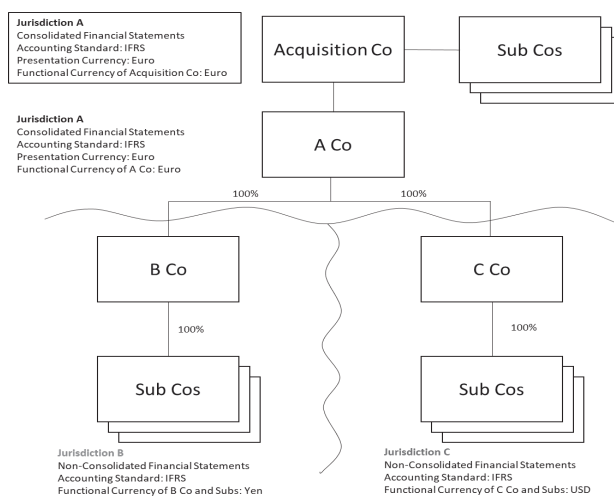 Jurisdiction A
Consolidated Financial Statements
Accounting Standard: IFRS
Presentation Currency: Euro
Functional Currency of Acquisition Co: Euro
Acquisition Co
Sub Cos
Jurisdiction A
Consolidated Financial Statements
Accounting Standard: IFRS
Presentation Currency: Euro
Functional Currency of A Co: Euro
A Co
100%
100%
B Co
C Co
100%
100%
Sub Cos
Sub Cos
Jurisdiction B
Non-Consolidated Financial Statements
Accounting Standard: IFRS
Functional Currency of B Co and Subs: Yen
Jurisdiction C
Non-Consolidated Financial Statements
Accounting Standard: IFRS
Functional Currency of C Co and Subs: USD